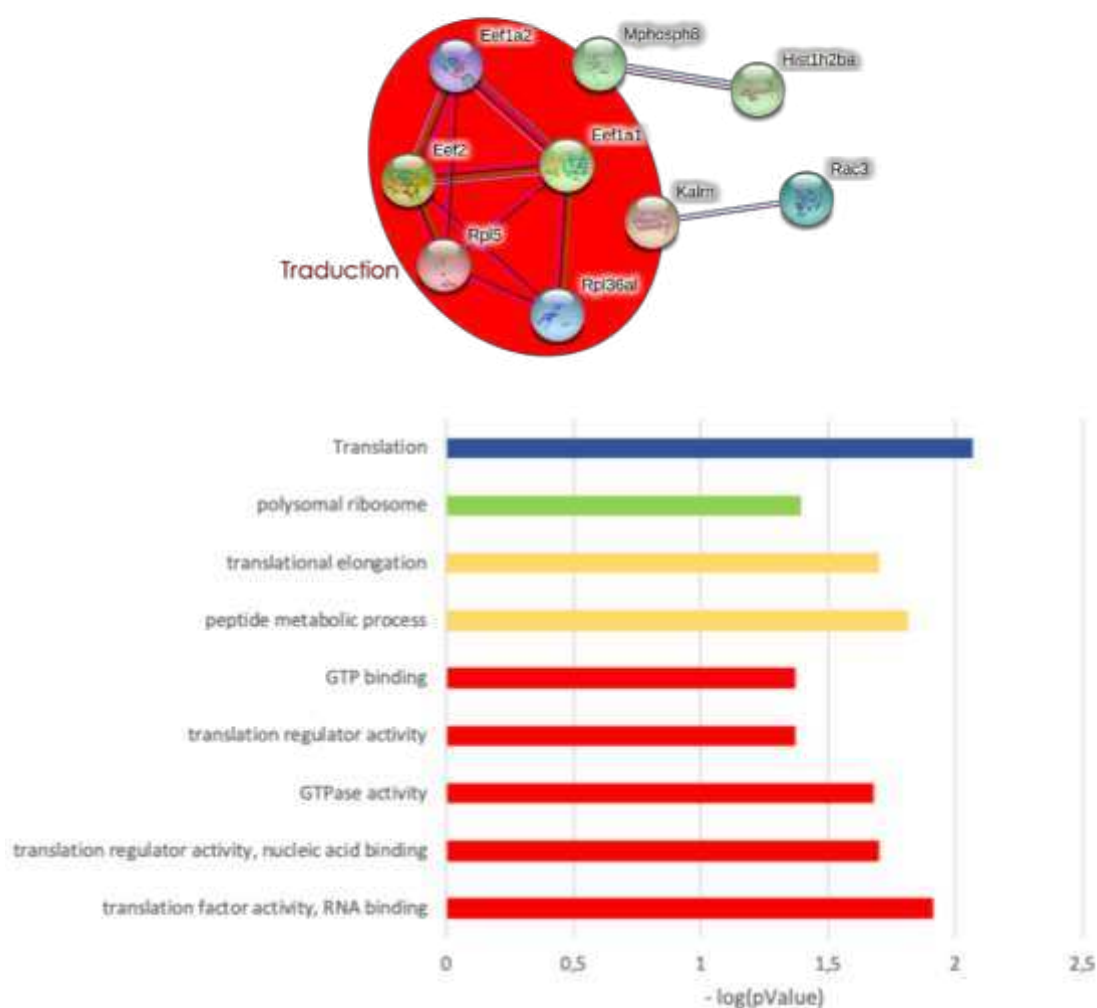 Eef1a2
Mphosph8
Hist1h2ba
Eef1a1
Eef2
Kalrn
Rac3
Rpl5
Traduction
Rpl36al
Translation
polysomal ribosome
translational elongation
peptide metabolic process
GTP binding
translation regulator activity
GTPase activity
translation regulator activity, nucleic acid binding
translation factor activity, RNA binding
0 0,5 1 1,5 2 2,5
- log(pValue)